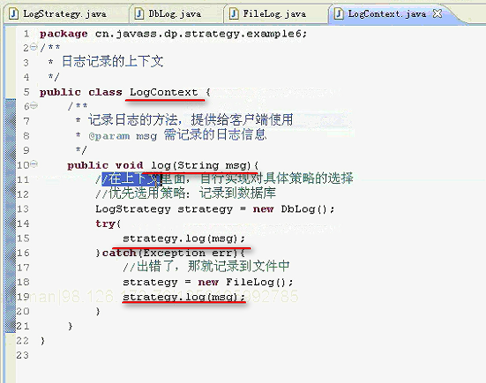 LogStrategy.java DbLog.java FileLog.java LogContext.java
1 package cn.javass.dp.strategy.example6;
2 /**
3 * 日志记录的上下文
4 */
5 public class LogContext {
6 /**
7 * 记录日志的方法，提供给客户端使用
8 * @param msg 需记录的日志信息
9 */
10 public void log(String msg){
11 //在上下文里面，自行实现对具体策略的选择
12 //优先选用策略：记录到数据库
13 LogStrategy strategy = new DbLog();
14 try{
15 strategy.log(msg);
16 }catch(Exception err){
17 //出错了，那就记录到文件中
18 strategy = new FileLog();
19 strategy.log(msg);
20 }
21 }
22 }
23